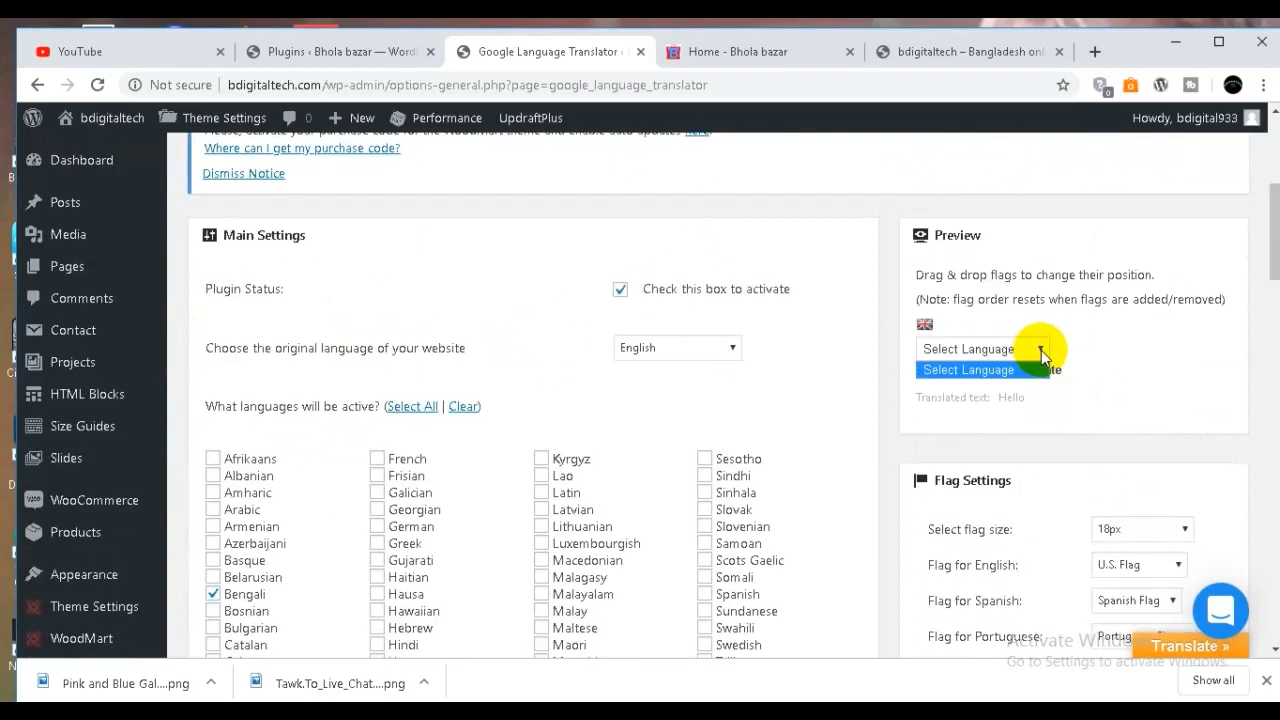 YouTube
Plugins ‹ Bhola bazar — Word
Google Language Translator ‹
Home - Bhola bazar
bdigitaltech – Bangladesh onl
Not secure
bdigitaltech.com/wp-admin/options-general.php?page=google_language_translator
0
bdigitaltech
Theme Settings
0
New
Performance
UpdraftPlus
Howdy, bdigital933
Where can I get my purchase code?
Dismiss Notice
Dashboard
Posts
Media
Pages
Comments
Contact
Projects
HTML Blocks
Size Guides
Slides
WooCommerce
Products
Appearance
Theme Settings
WoodMart
Main Settings
Plugin Status:
Check this box to activate
Choose the original language of your website
English
What languages will be active? (Select All | Clear)
Afrikaans French Kyrgyz Sesotho
Albanian Frisian Lao Sindhi
Amharic Galician Latin Sinhala
Arabic Georgian Latvian Slovak
Armenian German Lithuanian Slovenian
Azerbaijani Greek Luxembourgish Samoan
Basque Gujarati Macedonian Scots Gaelic
Belarusian Haitian Malagasy Somali
Bengali Hausa Malayalam Spanish
Bosnian Hawaiian Malay Sundanese
Bulgarian Hebrew Maltese Swahili
Catalan Hindi Maori Swedish
Preview
Drag & drop flags to change their position.
(Note: flag order resets when flags are added/removed)
Select Language
Select Language
Translated text: Hello
Flag Settings
Select flag size: 18px
Flag for English: U.S. Flag
Flag for Spanish: Spanish Flag
Flag for Portuguese:
Activate Windows
Go to Settings to activate Windows.
Translate »
Pink and Blue Gal....png
Tawk.To_Live_Chat....png
Show all